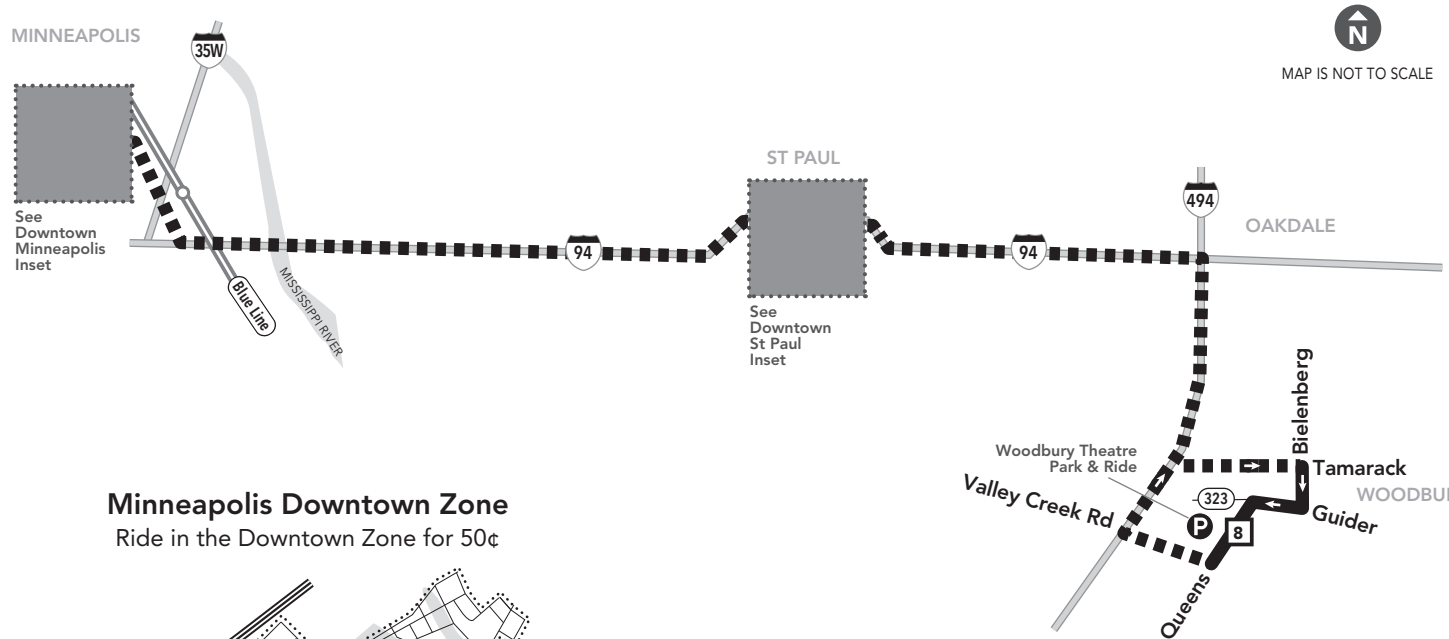 MINNEAPOLIS
35W
N
MAP IS NOT TO SCALE
ST PAUL
494
OAKDALE
See
Downtown
Minneapolis
Inset
94
94
Blue Line
MISSISSIPPI RIVER
See
Downtown
St Paul
Inset
Bielenberg
Woodbury Theatre
Park & Ride
Tamarack
Valley Creek Rd
323
WOODBU
Guider
P
8
Queens
Minneapolis Downtown Zone
Ride in the Downtown Zone for 50¢